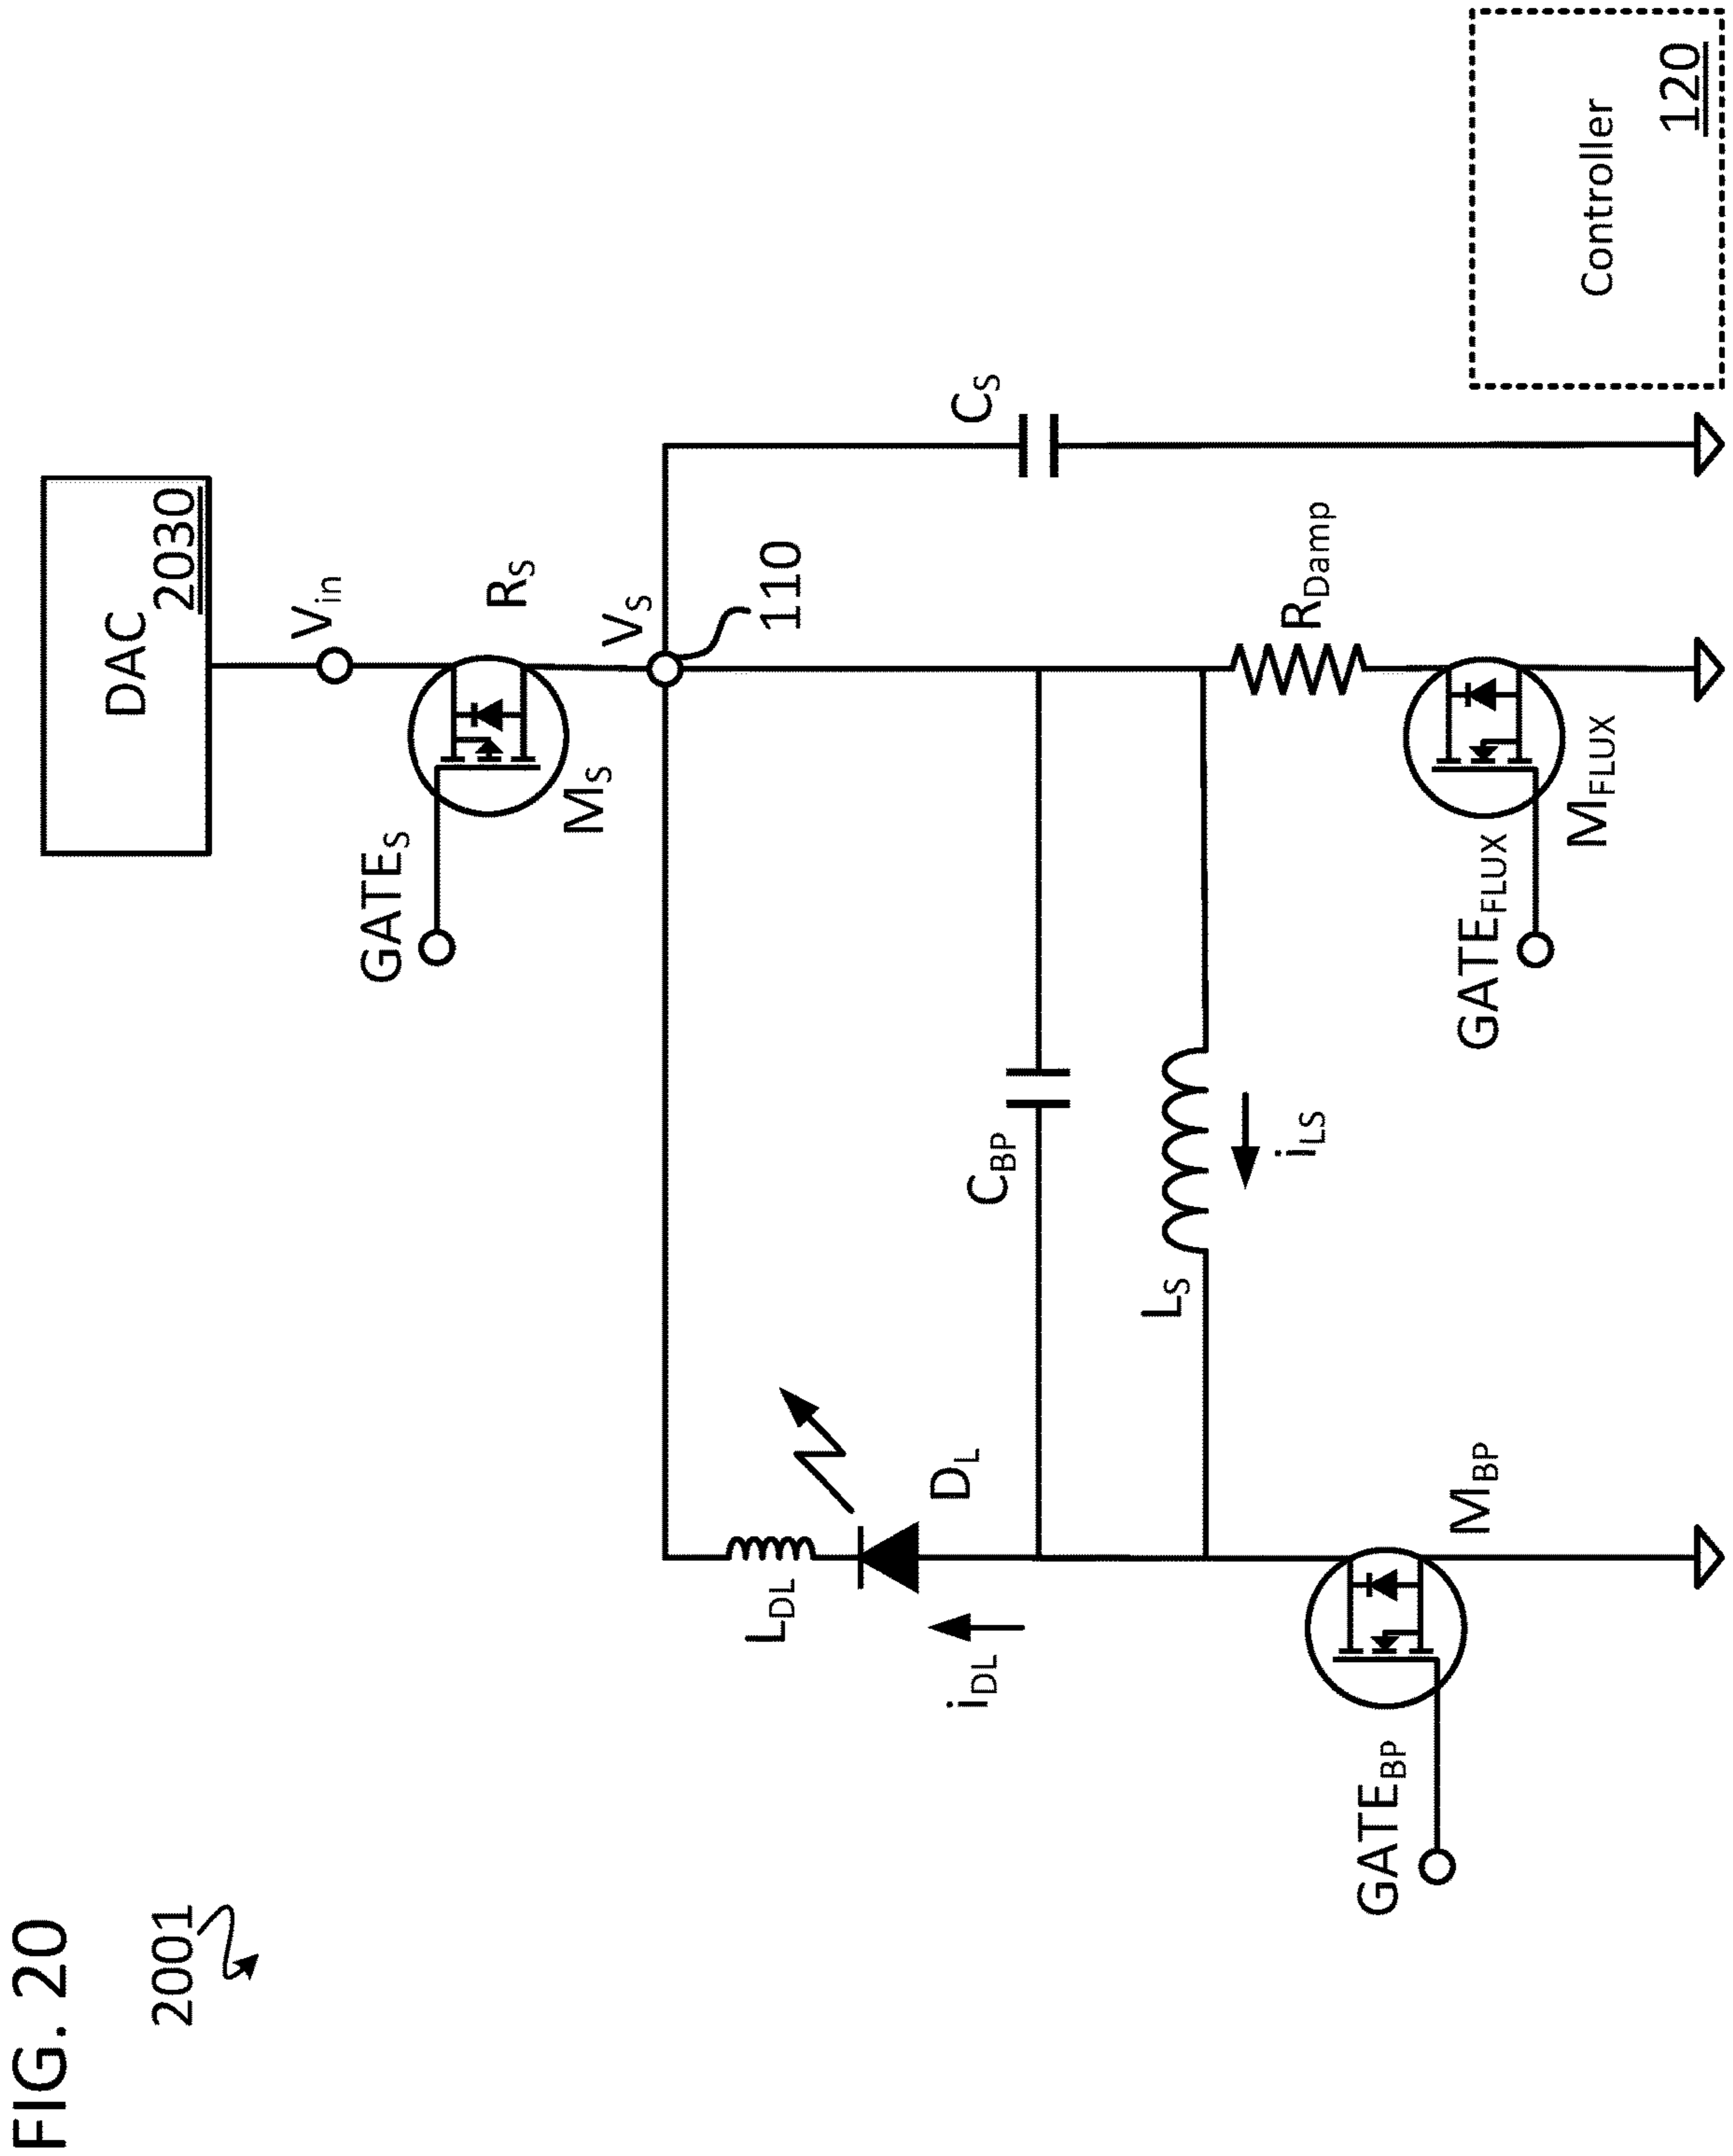 FIG. 20
2001
DAC
2030
Vin
GATES
MS
RS
VS
110
CS
LDL
iDL
DL
CBP
LS
iLS
RDamp
GATEBP
MBP
GATEFLUX
MFLUX
Controller
120